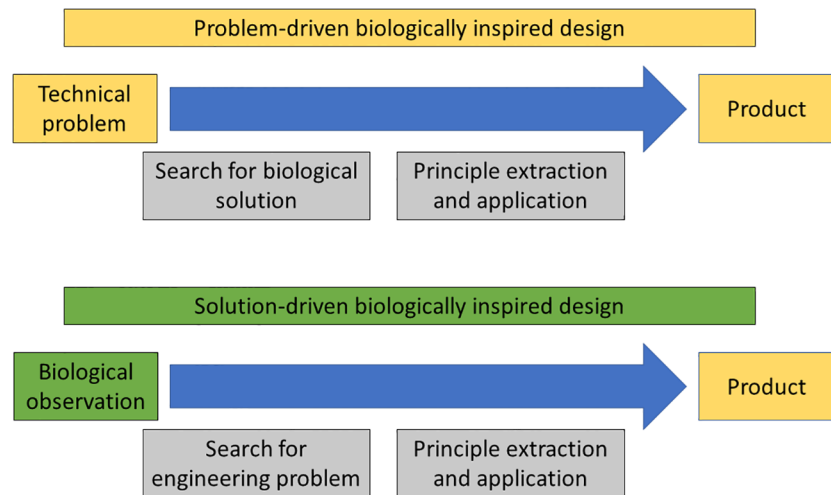 Problem-driven biologically inspired design
Technical
problem
Product
Search for biological
solution
Principle extraction
and application
Solution-driven biologically inspired design
Biological
observation
Product
Search for
engineering problem
Principle extraction
and application